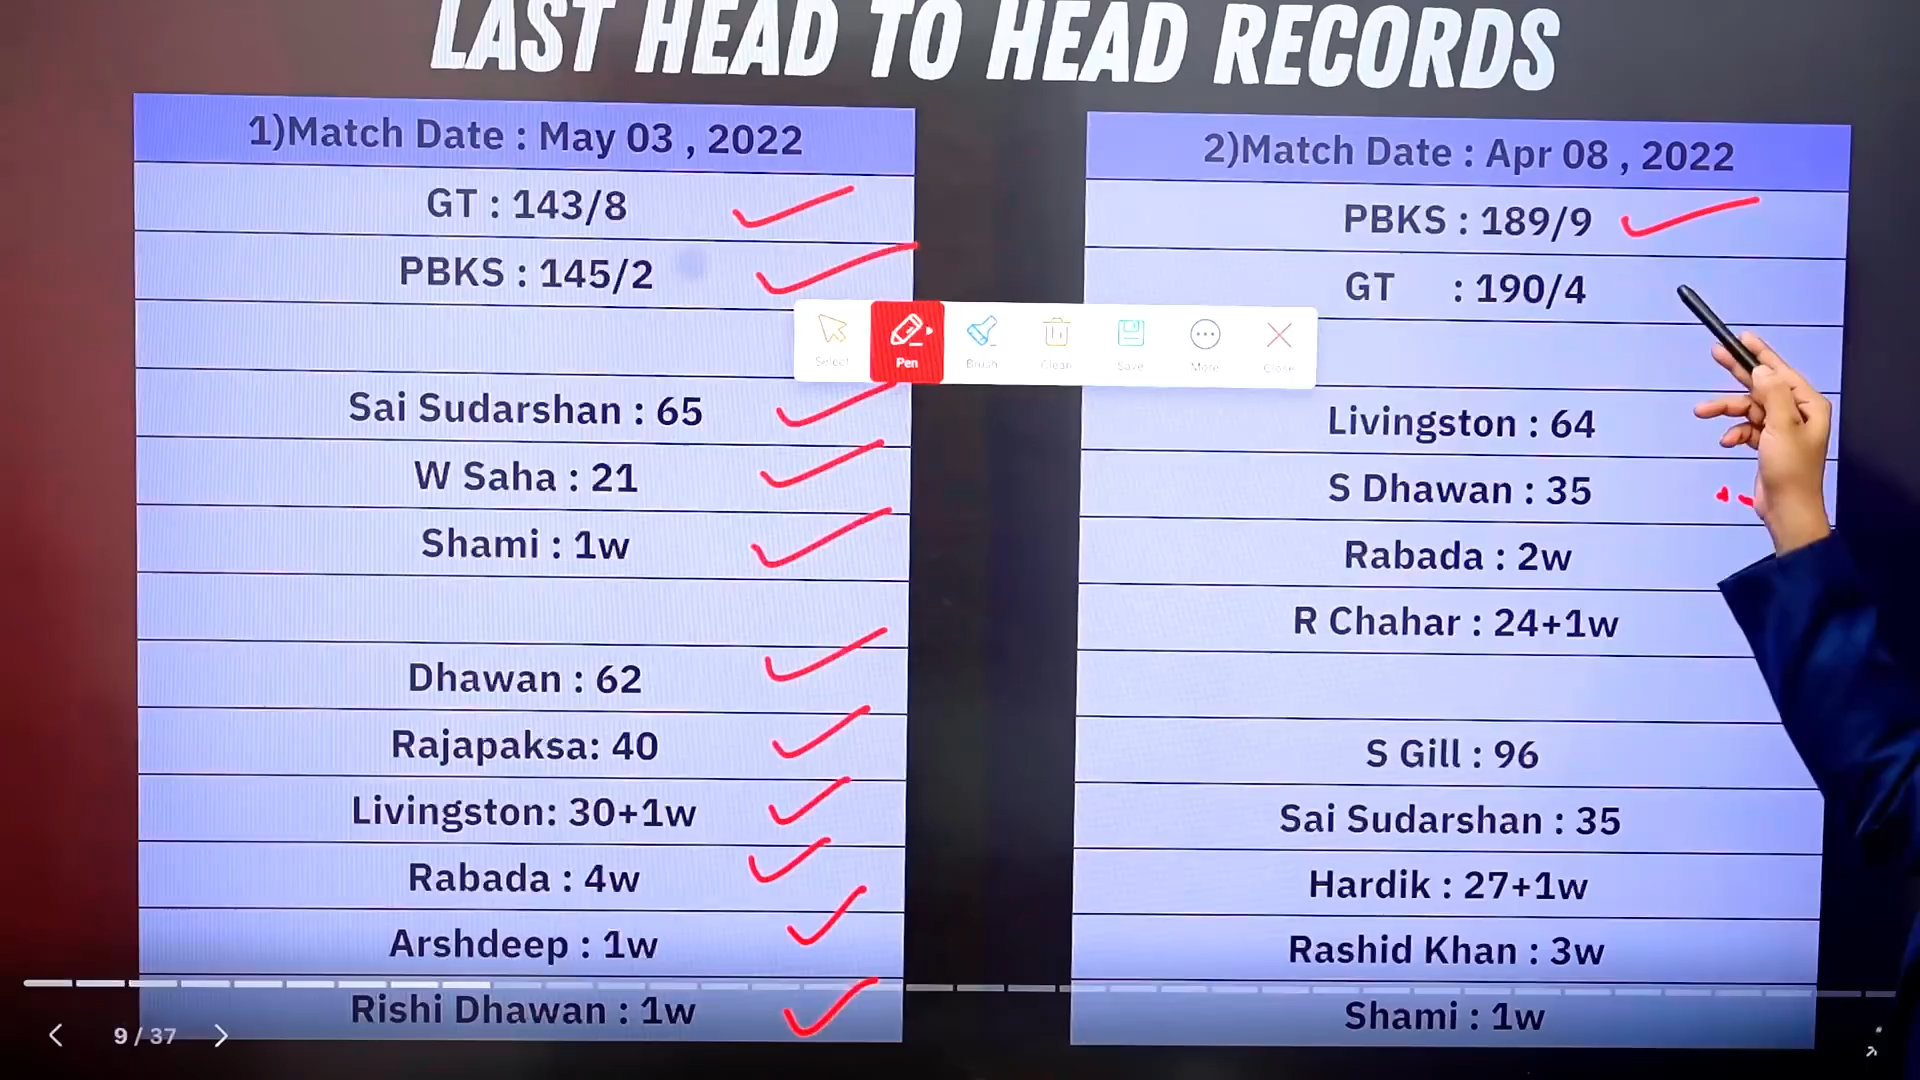 LAST HEAD TO HEAD RECORDS
1)Match Date : May 03 , 2022
GT : 143/8
PBKS : 145/2
Sai Sudarshan : 65
W Saha : 21
Shami : 1w
Dhawan : 62
Rajapaksa: 40
Livingston: 30+1w
Rabada : 4w
Arshdeep : 1w
Rishi Dhawan : 1w
2)Match Date : Apr 08 , 2022
PBKS : 189/9
GT : 190/4
Livingston : 64
S Dhawan : 35
Rabada : 2w
R Chahar : 24+1w
S Gill : 96
Sai Sudarshan : 35
Hardik : 27+1w
Rashid Khan : 3w
Shami : 1w
Select
Pen
Brush
Clean
Save
More
Close
9 / 37